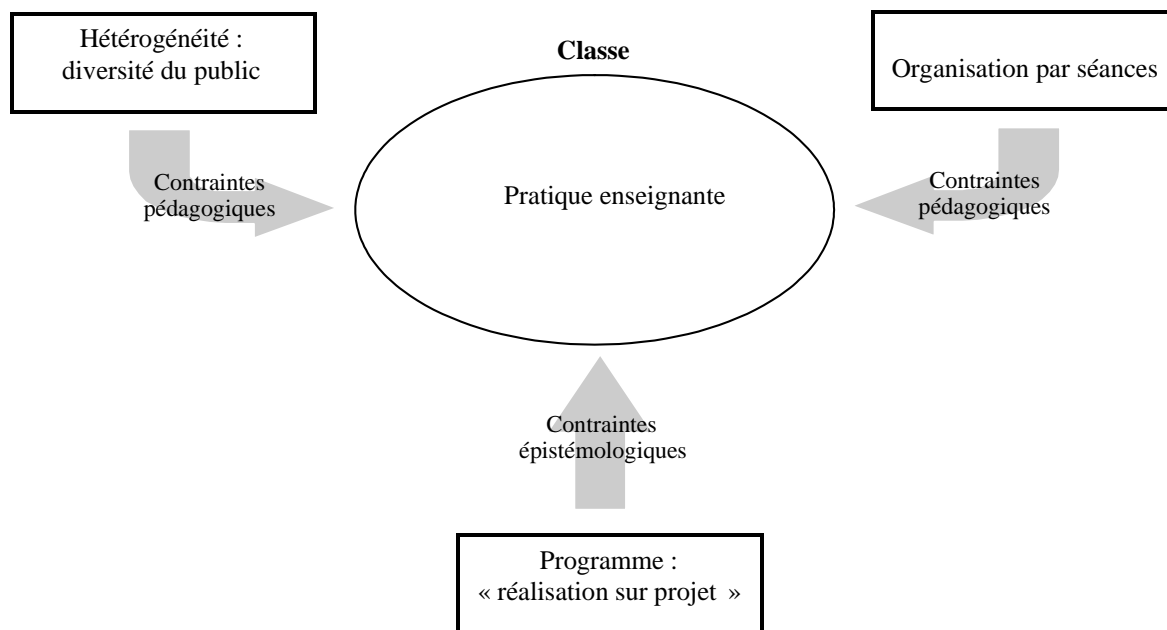 Hétérogénéité :
diversité du public
Classe
Organisation par séances
Pratique enseignante
Contraintes
pédagogiques
Contraintes
pédagogiques
Contraintes
épistémologiques
Programme :
« réalisation sur projet »